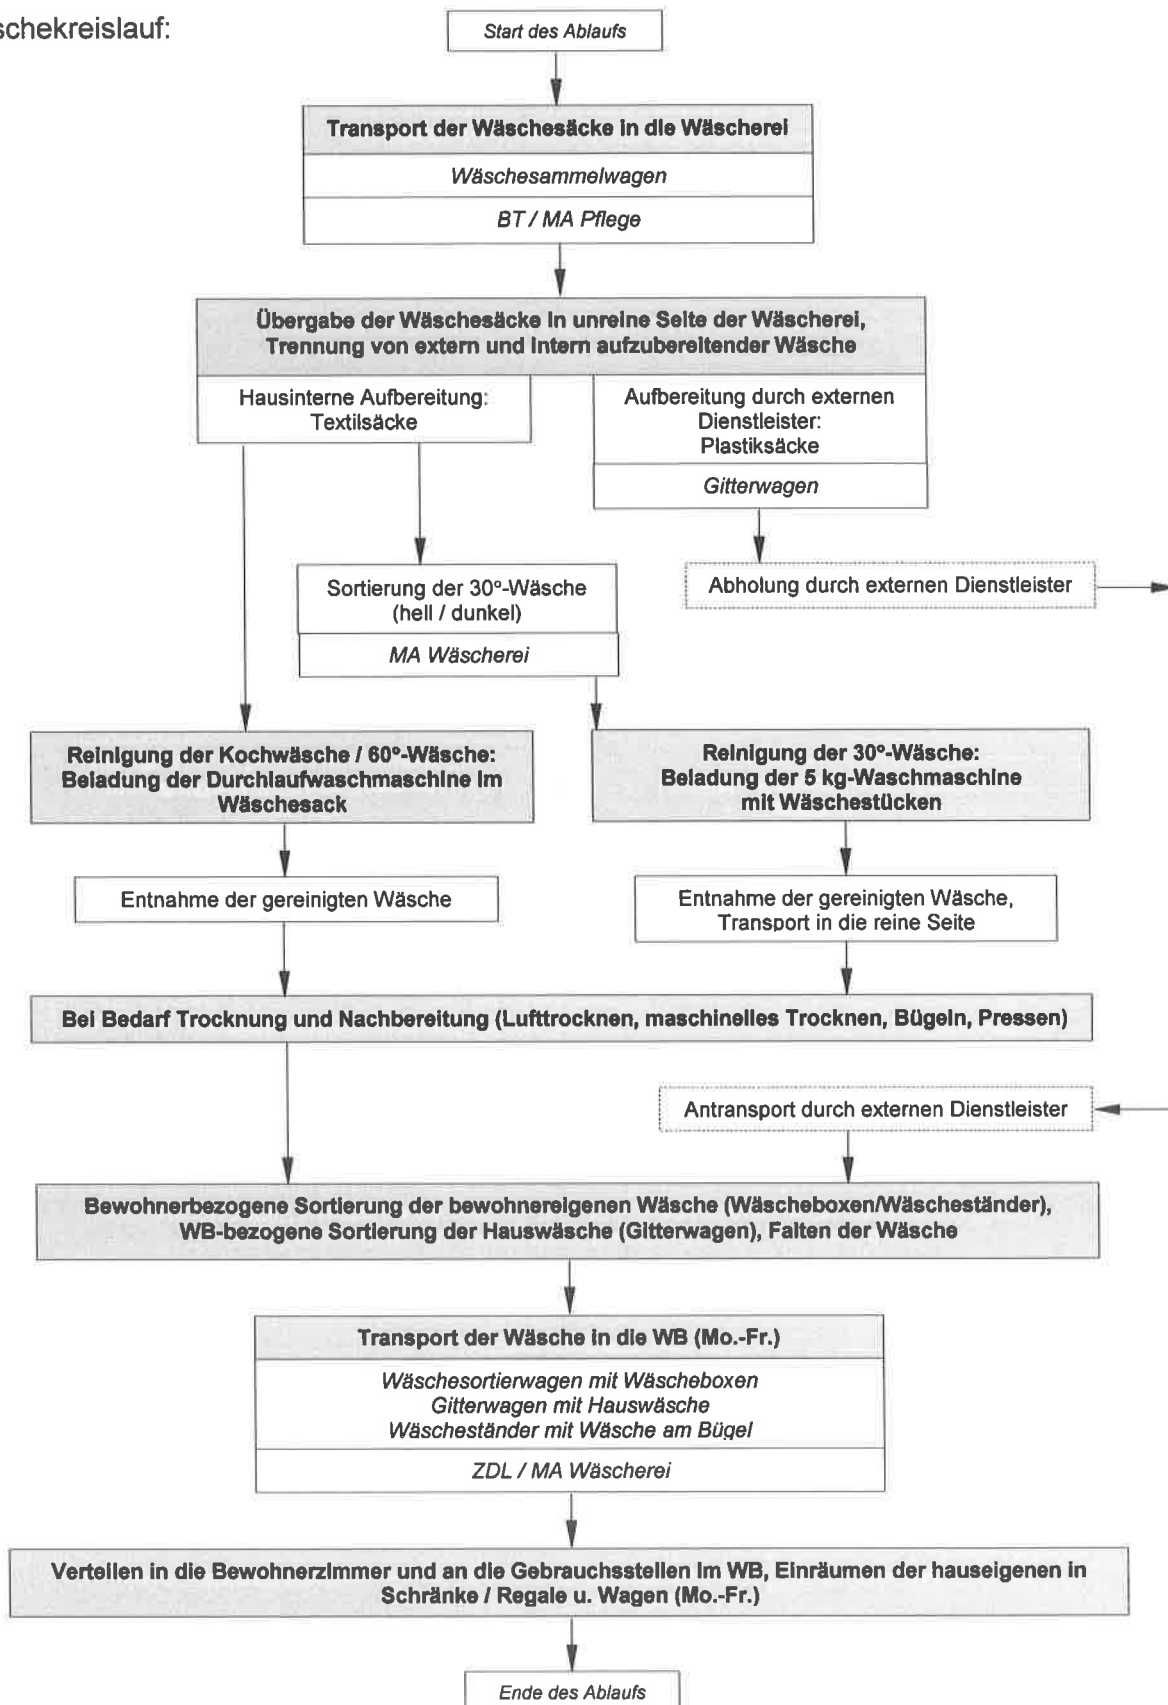 schekreislauf:
Start des Ablaufs
Transport der Wäschesäcke in die Wäscherei
Wäschesammelwagen
BT / MA Pflege
Übergabe der Wäschesäcke in unreine Seite der Wäscherei,
Trennung von extern und intern aufzubereitender Wäsche
Hausinterne Aufbereitung:
Textilsäcke
Aufbereitung durch externen
Dienstleister:
Plastiksäcke
Gitterwagen
Sortierung der 30°-Wäsche
(hell / dunkel)
MA Wäscherei
Abholung durch externen Dienstleister
Reinigung der Kochwäsche / 60°-Wäsche:
Beladung der Durchlaufwaschmaschine im
Wäschesack
Reinigung der 30°-Wäsche:
Beladung der 5 kg-Waschmaschine
mit Wäschestücken
Entnahme der gereinigten Wäsche
Entnahme der gereinigten Wäsche,
Transport in die reine Seite
Bei Bedarf Trocknung und Nachbereitung (Lufttrocknen, maschinelles Trocknen, Bügeln, Pressen)
Antransport durch externen Dienstleister
Bewohnerbezogene Sortierung der bewohnereigenen Wäsche (Wäscheboxen/Wäscheständer),
WB-bezogene Sortierung der Hauswäsche (Gitterwagen), Falten der Wäsche
Transport der Wäsche in die WB (Mo.-Fr.)
Wäschesortierwagen mit Wäscheboxen
Gitterwagen mit Hauswäsche
Wäscheständer mit Wäsche am Bügel
ZDL / MA Wäscherei
Verteilen in die Bewohnerzimmer und an die Gebrauchsstellen im WB, Einräumen der hauseigenen in
Schränke / Regale u. Wagen (Mo.-Fr.)
Ende des Ablaufs